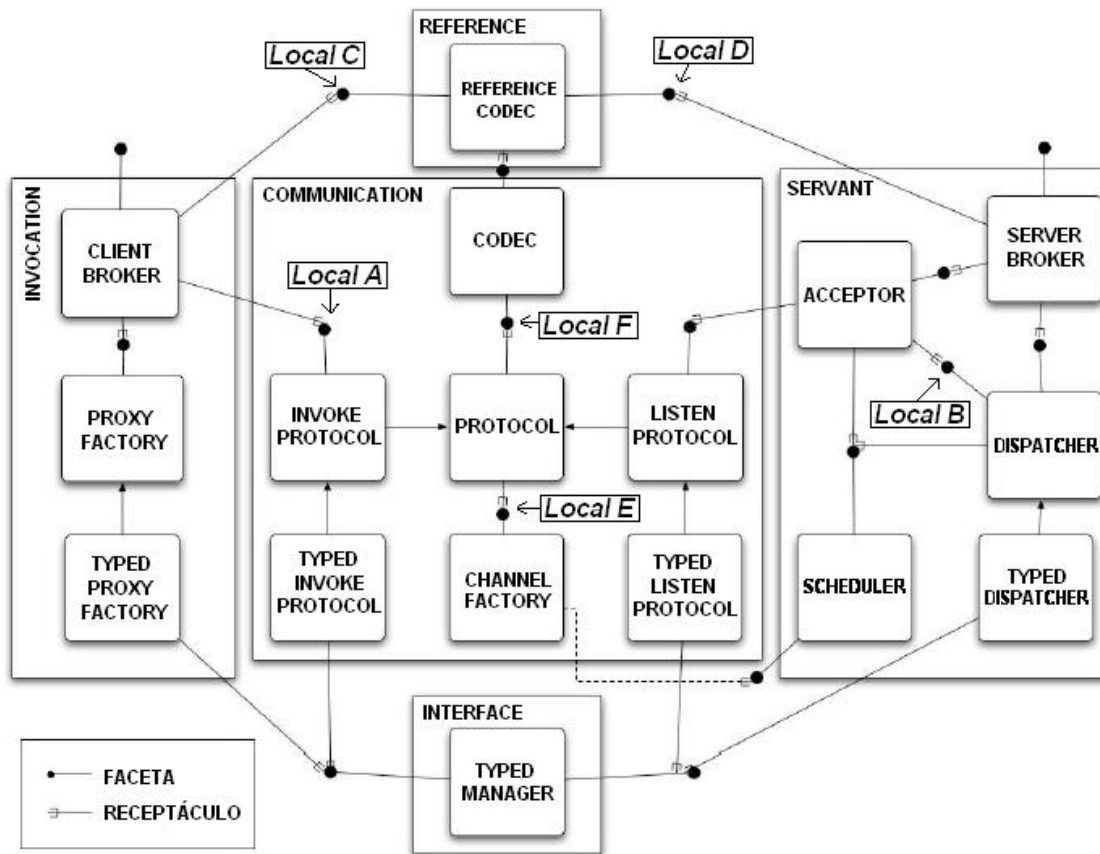 REFERENCE
Local C
Local D
REFERENCE
CODEC
INVOCATION
CLIENT
BROKER
PROXY
FACTORY
TYPED
PROXY
FACTORY
COMMUNICATION
CODEC
Local A
Local F
INVOKE
PROTOCOL
PROTOCOL
LISTEN
PROTOCOL
Local E
TYPED
INVOKE
PROTOCOL
CHANNEL
FACTORY
TYPED
LISTEN
PROTOCOL
SERVANT
SERVER
BROKER
ACCEPTOR
Local B
DISPATCHER
SCHEDULER
TYPED
DISPATCHER
INTERFACE
TYPED
MANAGER
FACETA
RECEPTÁCULO